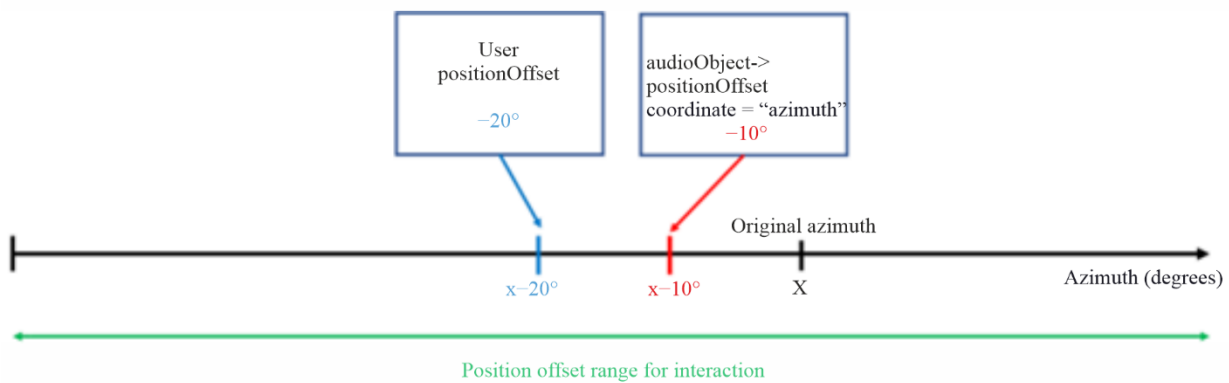 User
positionOffset
−20°
audioObject->
positionOffset
coordinate = “azimuth”
−10°
Original azimuth
x−20°
x−10°
X
Azimuth (degrees)
Position offset range for interaction